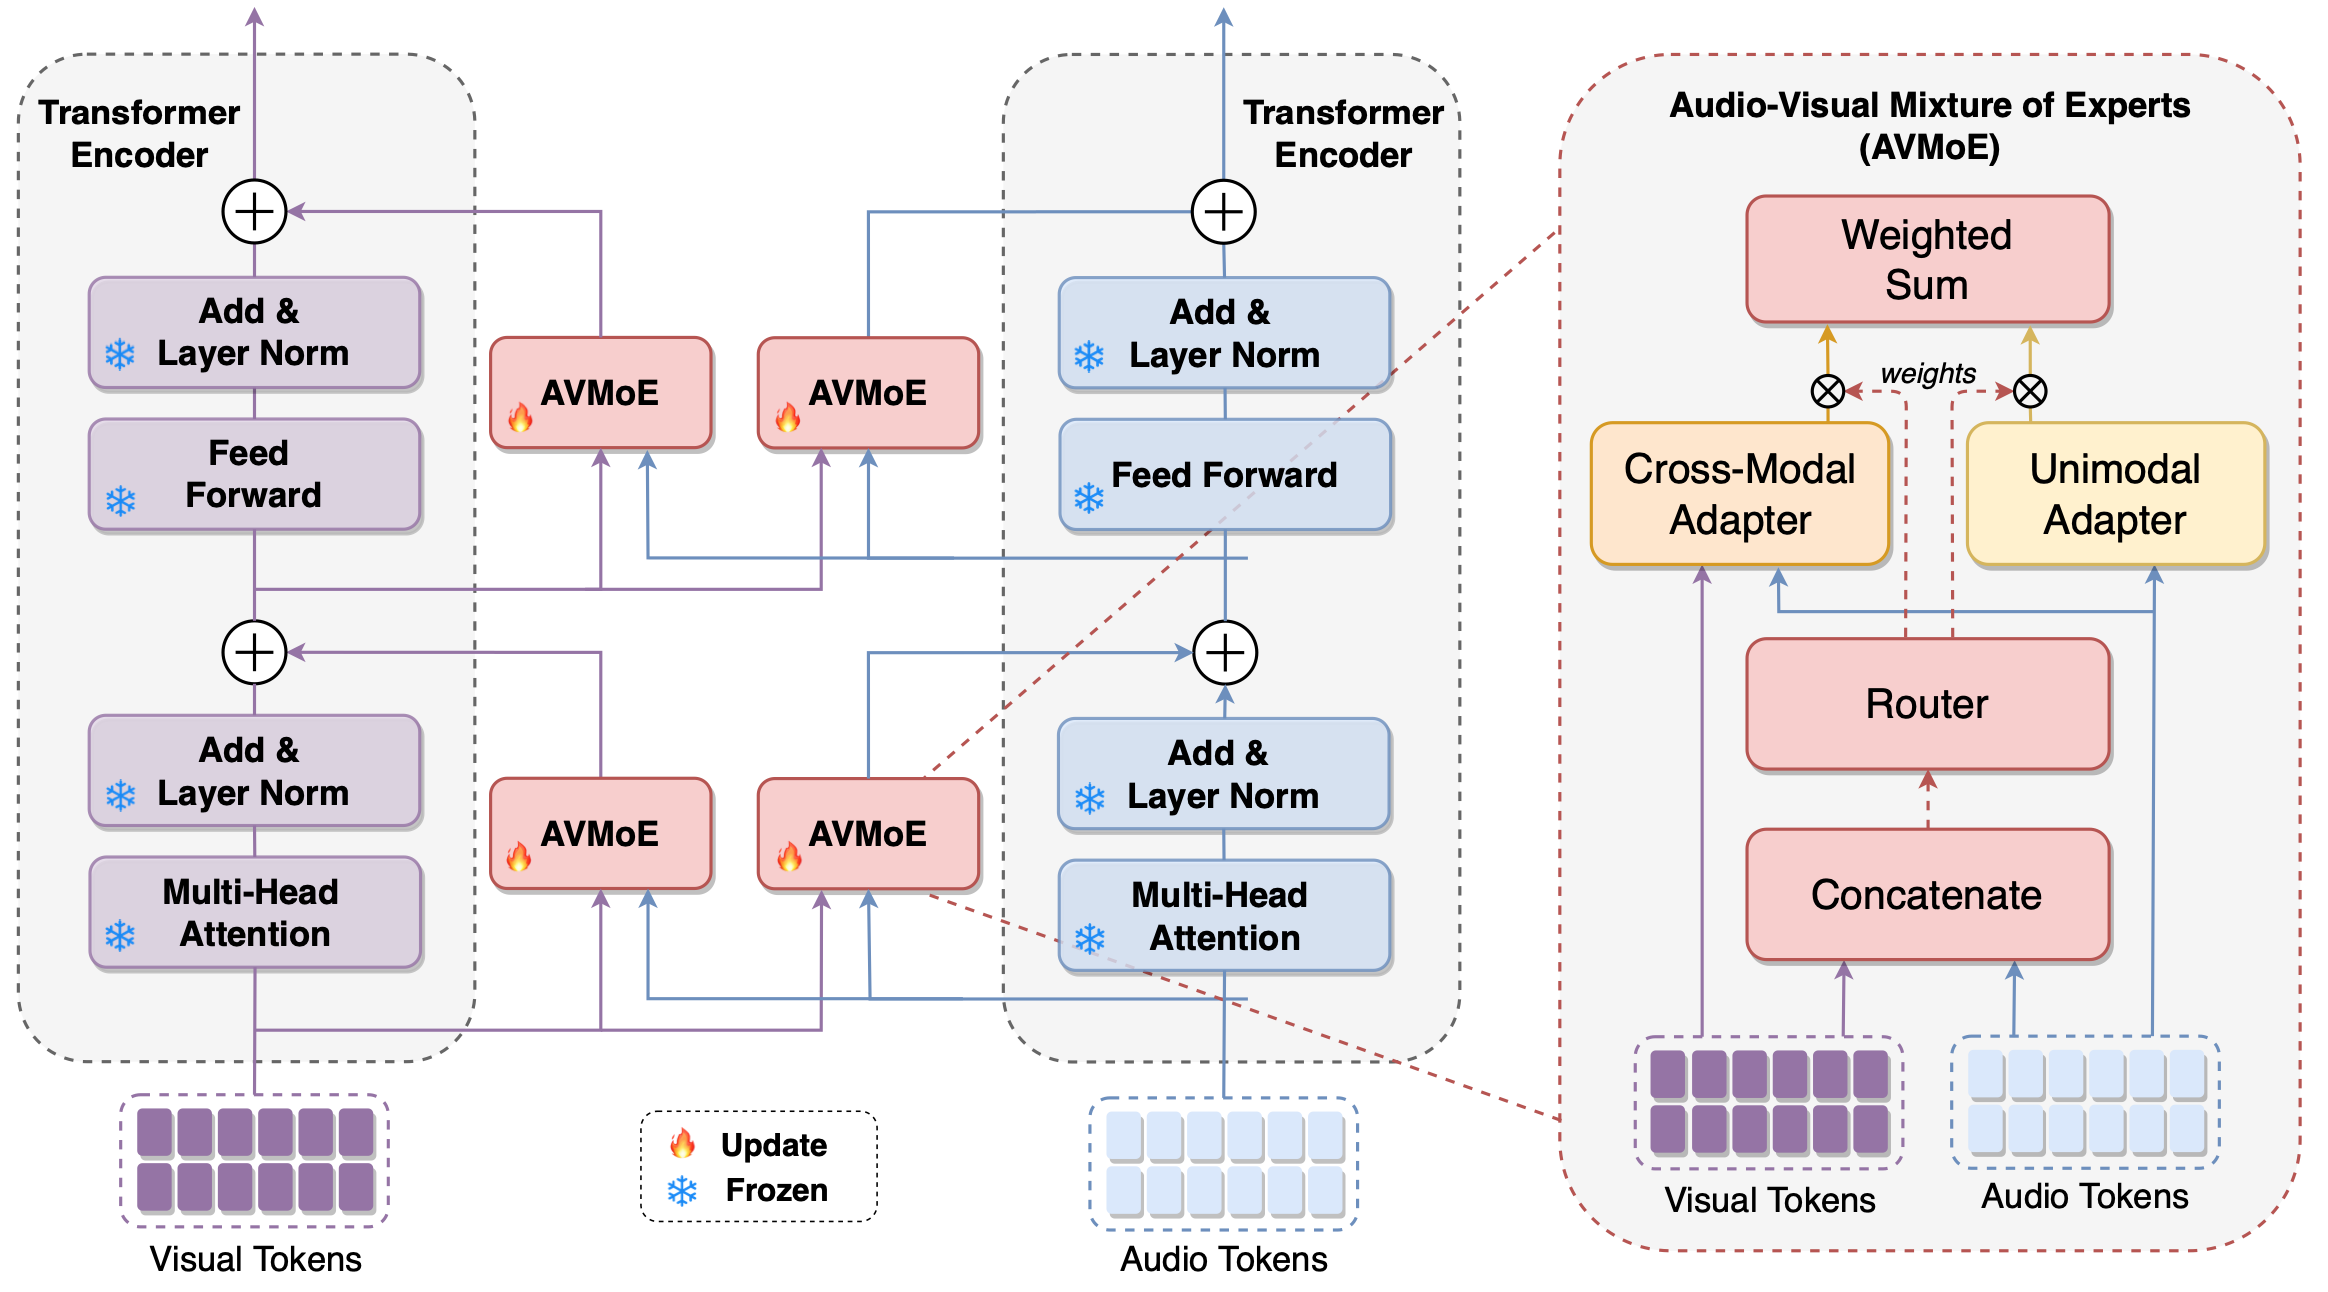 Transformer
Encoder
Add &
Layer Norm
Feed
Forward
Add &
Layer Norm
Multi-Head
Attention
Visual Tokens
AVMoE
AVMoE
AVMoE
AVMoE
Update
Frozen
Transformer
Encoder
Add &
Layer Norm
Feed Forward
Add &
Layer Norm
Multi-Head
Attention
Audio Tokens
Audio-Visual Mixture of Experts
(AVMoE)
Weighted
Sum
weights
Cross-Modal
Adapter
Unimodal
Adapter
Router
Concatenate
Visual Tokens
Audio Tokens